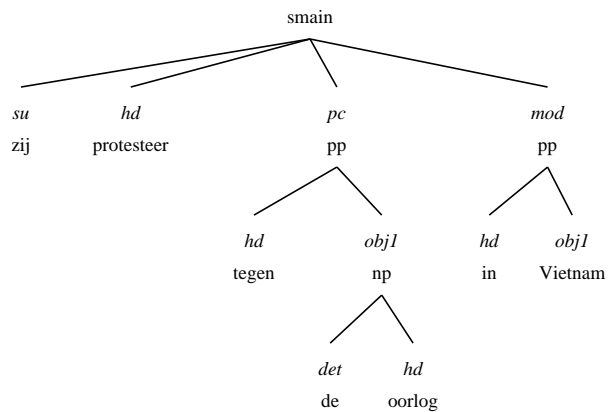 smain
su hd pc mod
zij protesteer pp pp
hd obj1 hd obj1
tegen np in Vietnam
det hd
de oorlog